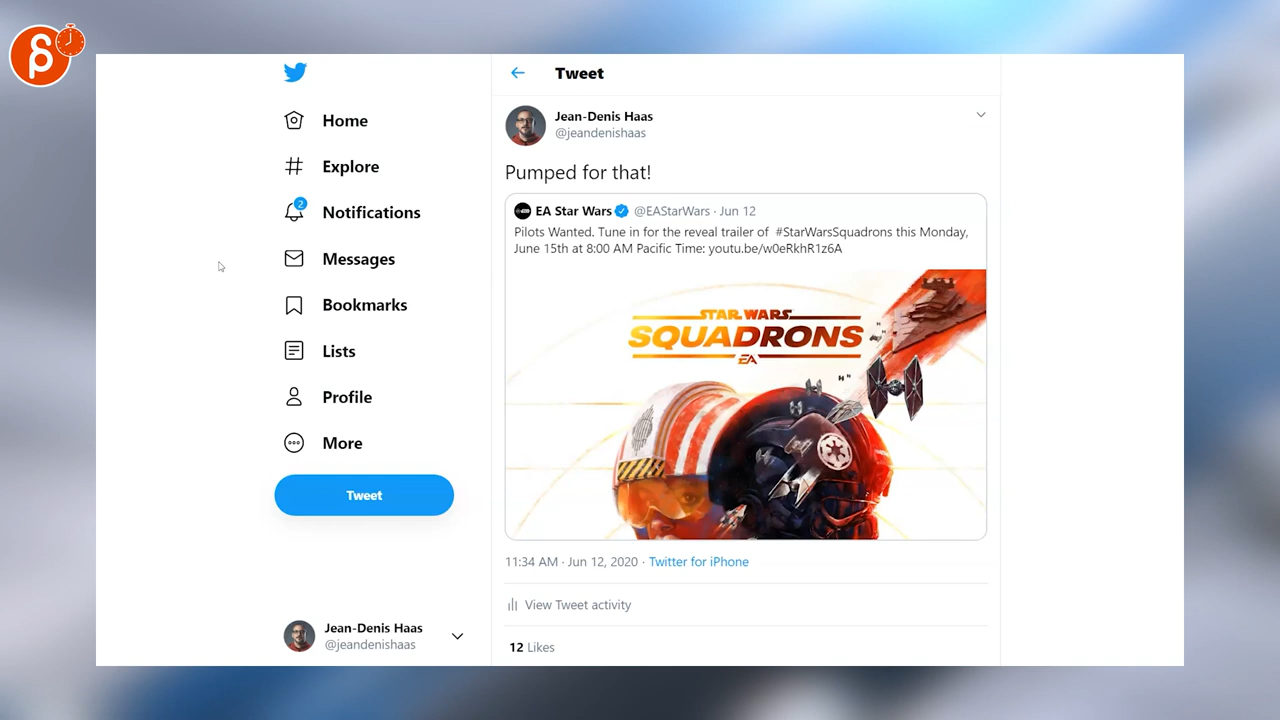 Home
Explore
2
Notifications
Messages
Bookmarks
Lists
Profile
More
Tweet
Jean-Denis Haas
@jeandenishaas
Tweet
Jean-Denis Haas
@jeandenishaas
Pumped for that!
EA Star Wars @EAStarWars · Jun 12
Pilots Wanted. Tune in for the reveal trailer of #StarWarsSquadrons this Monday,
June 15th at 8:00 AM Pacific Time: youtu.be/w0eRkhR1z6A
STAR WARS
SQUADRONS
EA
11:34 AM · Jun 12, 2020 · Twitter for iPhone
View Tweet activity
12 Likes